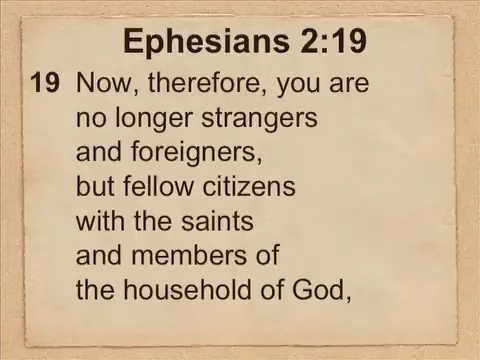 Ephesians 2:19
19 Now, therefore, you are
no longer strangers
and foreigners,
but fellow citizens
with the saints
and members of
the household of God,